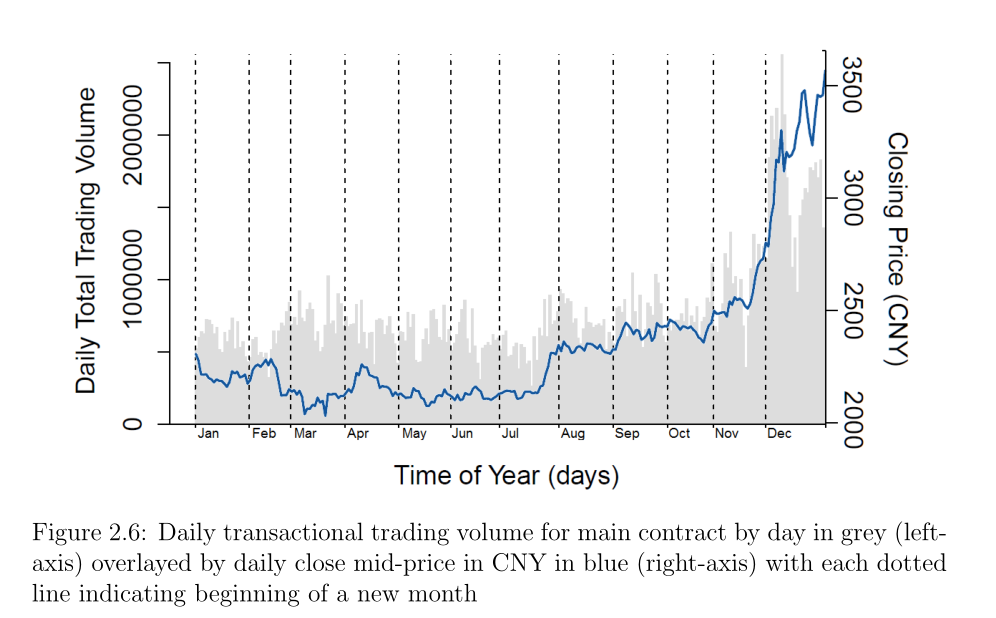 Daily Total Trading Volume
2000000
1000000
0
3500
3000
2500
2000
Closing Price (CNY)
Jan Feb Mar Apr May Jun Jul Aug Sep Oct Nov Dec
Time of Year (days)
Figure 2.6: Daily transactional trading volume for main contract by day in grey (left-
axis) overlayed by daily close mid-price in CNY in blue (right-axis) with each dotted
line indicating beginning of a new month